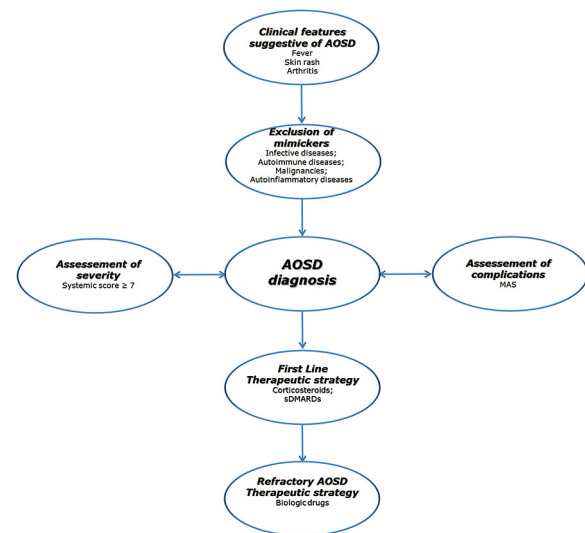 Clinical features
suggestive of AOSD
Fever
Skin rash
Arthritis
Exclusion of
mimickers
Infective diseases;
Autoimmune diseases;
Malignancies;
Autoinflammatory diseases
Assessment of
severity
Systemic score ≥ 7
AOSD
diagnosis
Assessment of
complications
MAS
First Line
Therapeutic strategy
Corticosteroids;
sDMARDs
Refractory AOSD
Therapeutic strategy
Biologic drugs